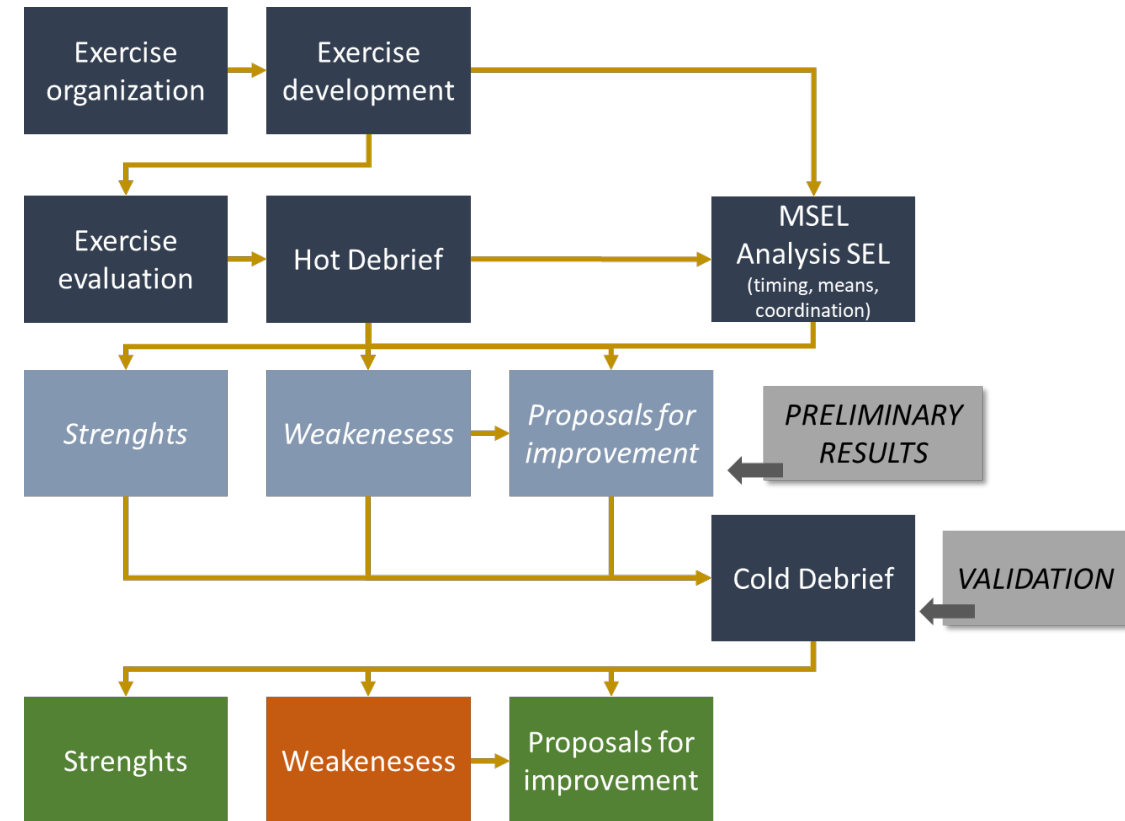 Exercise
organization
Exercise
development
Exercise
evaluation
Hot Debrief
MSEL
Analysis SEL
(timing, means,
coordination)
Strenghts
Weakenesess
Proposals for
improvement
PRELIMINARY
RESULTS
Cold Debrief
VALIDATION
Strenghts
Weakenesess
Proposals for
improvement